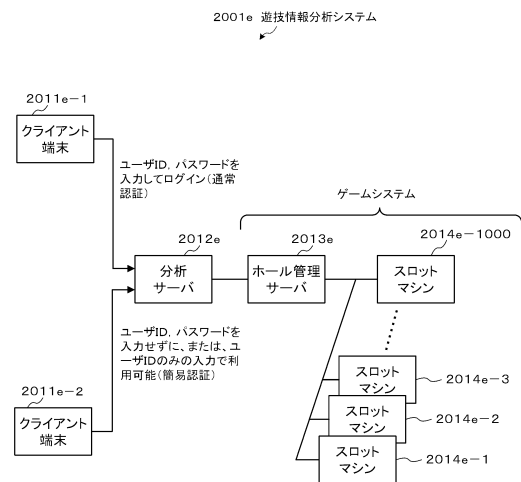 2001e 遊技情報分析システム
2011e-1
クライアント
端末
ユーザID，パスワードを
入力してログイン（通常
認証）
ゲームシステム
2012e
2013e
2014e-1000
分析
サーバ
ホール管理
サーバ
スロット
マシン
ユーザID，パスワードを
入力せずに、または、ユ
ーザIDのみの入力で利
用可能（簡易認証）
2011e-2
クライアント
端末
スロット
マシン
2014e-3
スロット
マシン
2014e-2
スロット
マシン
2014e-1